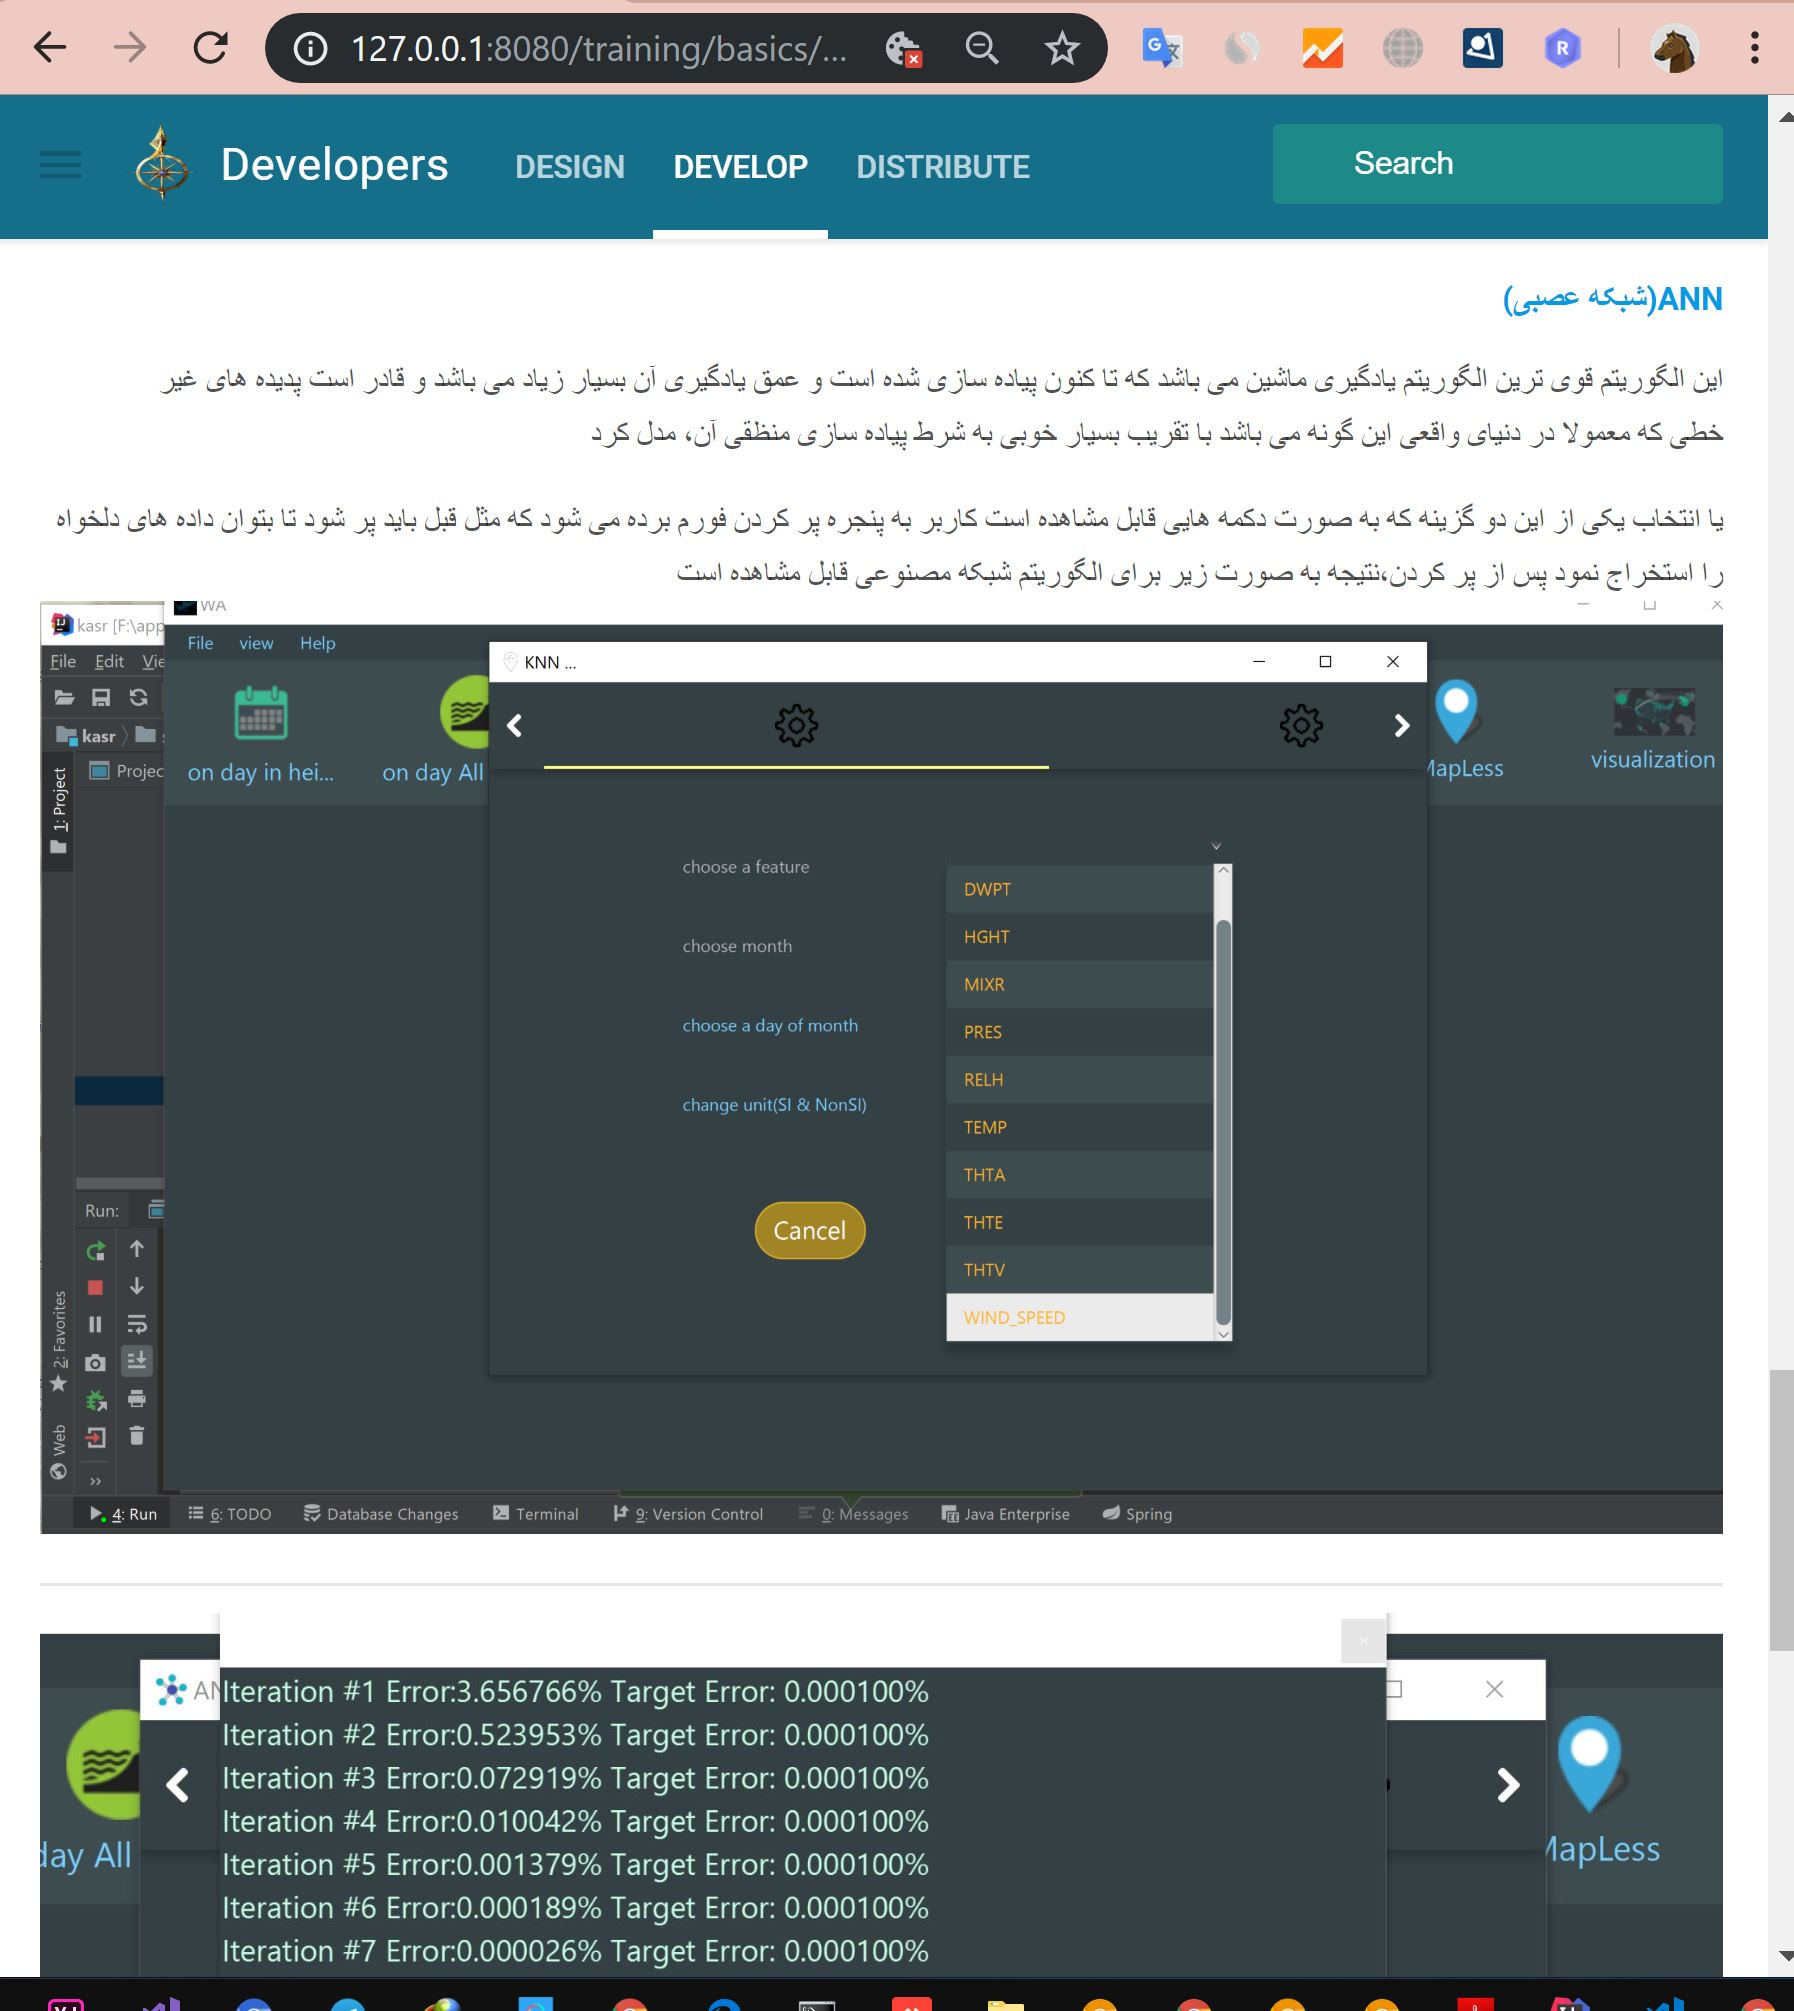 127.0.0.1:8080/training/basics/...
Developers
DESIGN
DEVELOP
DISTRIBUTE
Search
ANN(شبکه عصبی)
این الگوریتم قوی ترین الگوریتم یادگیری ماشین می باشد که تا کنون پیاده سازی شده است و عمق یادگیری آن بسیار زیاد می باشد و قادر است پدیده های غیر
خطی که معمولا در دنیای واقعی این گونه می باشد با تقریب بسیار خوبی به شرط پیاده سازی منظقی آن، مدل کرد
یا انتخاب یکی از این دو گزینه که به صورت دکمه هایی قابل مشاهده است کاربر به پنجره پر کردن فورم برده می شود که مثل قبل باید پر شود تا بتوان داده های دلخواه
را استخراج نمود پس از پر کردن،نتیجه به صورت زیر برای الگوریتم شبکه مصنوعی قابل مشاهده است
WA
kasr [F:\app
File Edit Vie
kasr
Projec
1: Project
Run:
2: Favorites
Web
File view Help
on day in hei...
on day All
KNN ...
MapLess
visualization
choose a feature
choose month
choose a day of month
change unit(SI & NonSI)
Cancel
DWPT
HGHT
MIXR
PRES
RELH
TEMP
THTA
THTE
THTV
WIND_SPEED
4: Run
6: TODO
Database Changes
Terminal
9: Version Control
0: Messages
Java Enterprise
Spring
AN
day All
MapLess
Iteration #1 Error:3.656766% Target Error: 0.000100%
Iteration #2 Error:0.523953% Target Error: 0.000100%
Iteration #3 Error:0.072919% Target Error: 0.000100%
Iteration #4 Error:0.010042% Target Error: 0.000100%
Iteration #5 Error:0.001379% Target Error: 0.000100%
Iteration #6 Error:0.000189% Target Error: 0.000100%
Iteration #7 Error:0.000026% Target Error: 0.000100%